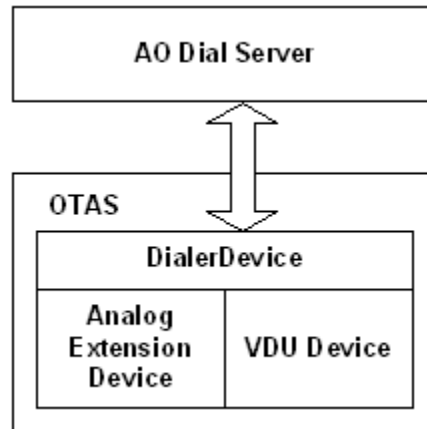 AO Dial Server
OTAS
DialerDevice
Analog
Extension
Device
VDU Device